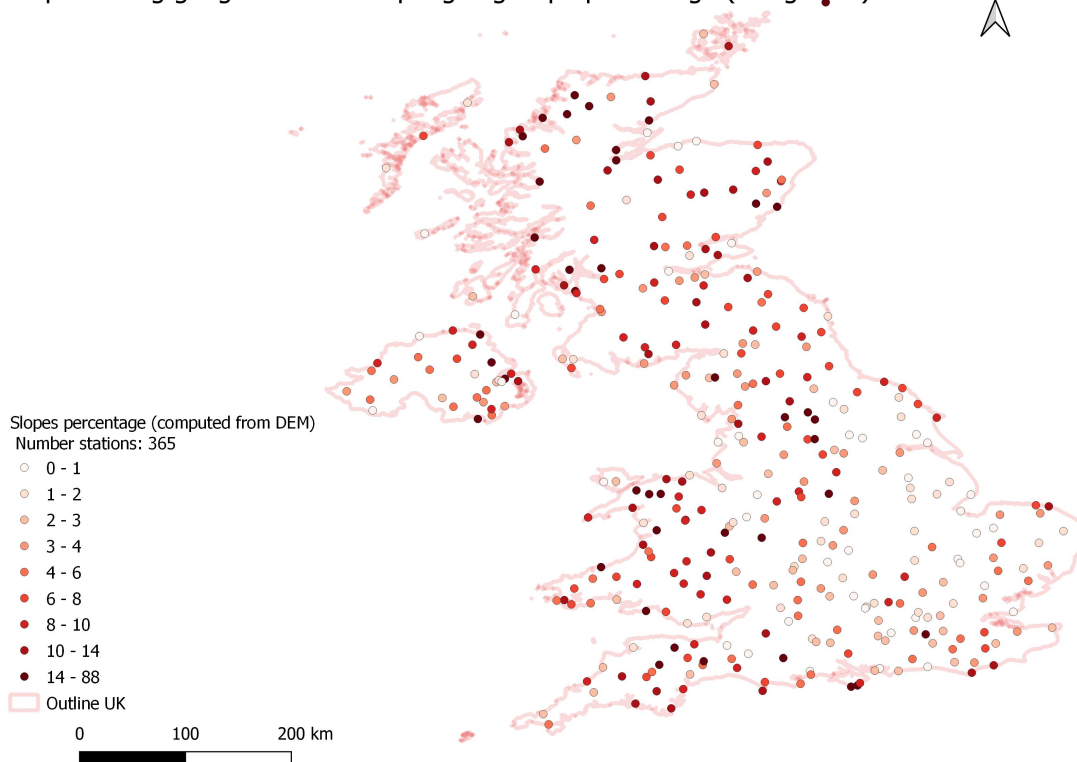 Slopes percentage (computed from DEM)
Number stations: 365
0 - 1
1 - 2
2 - 3
3 - 4
4 - 6
6 - 8
8 - 10
10 - 14
14 - 88
Outline UK
0 100 200 km